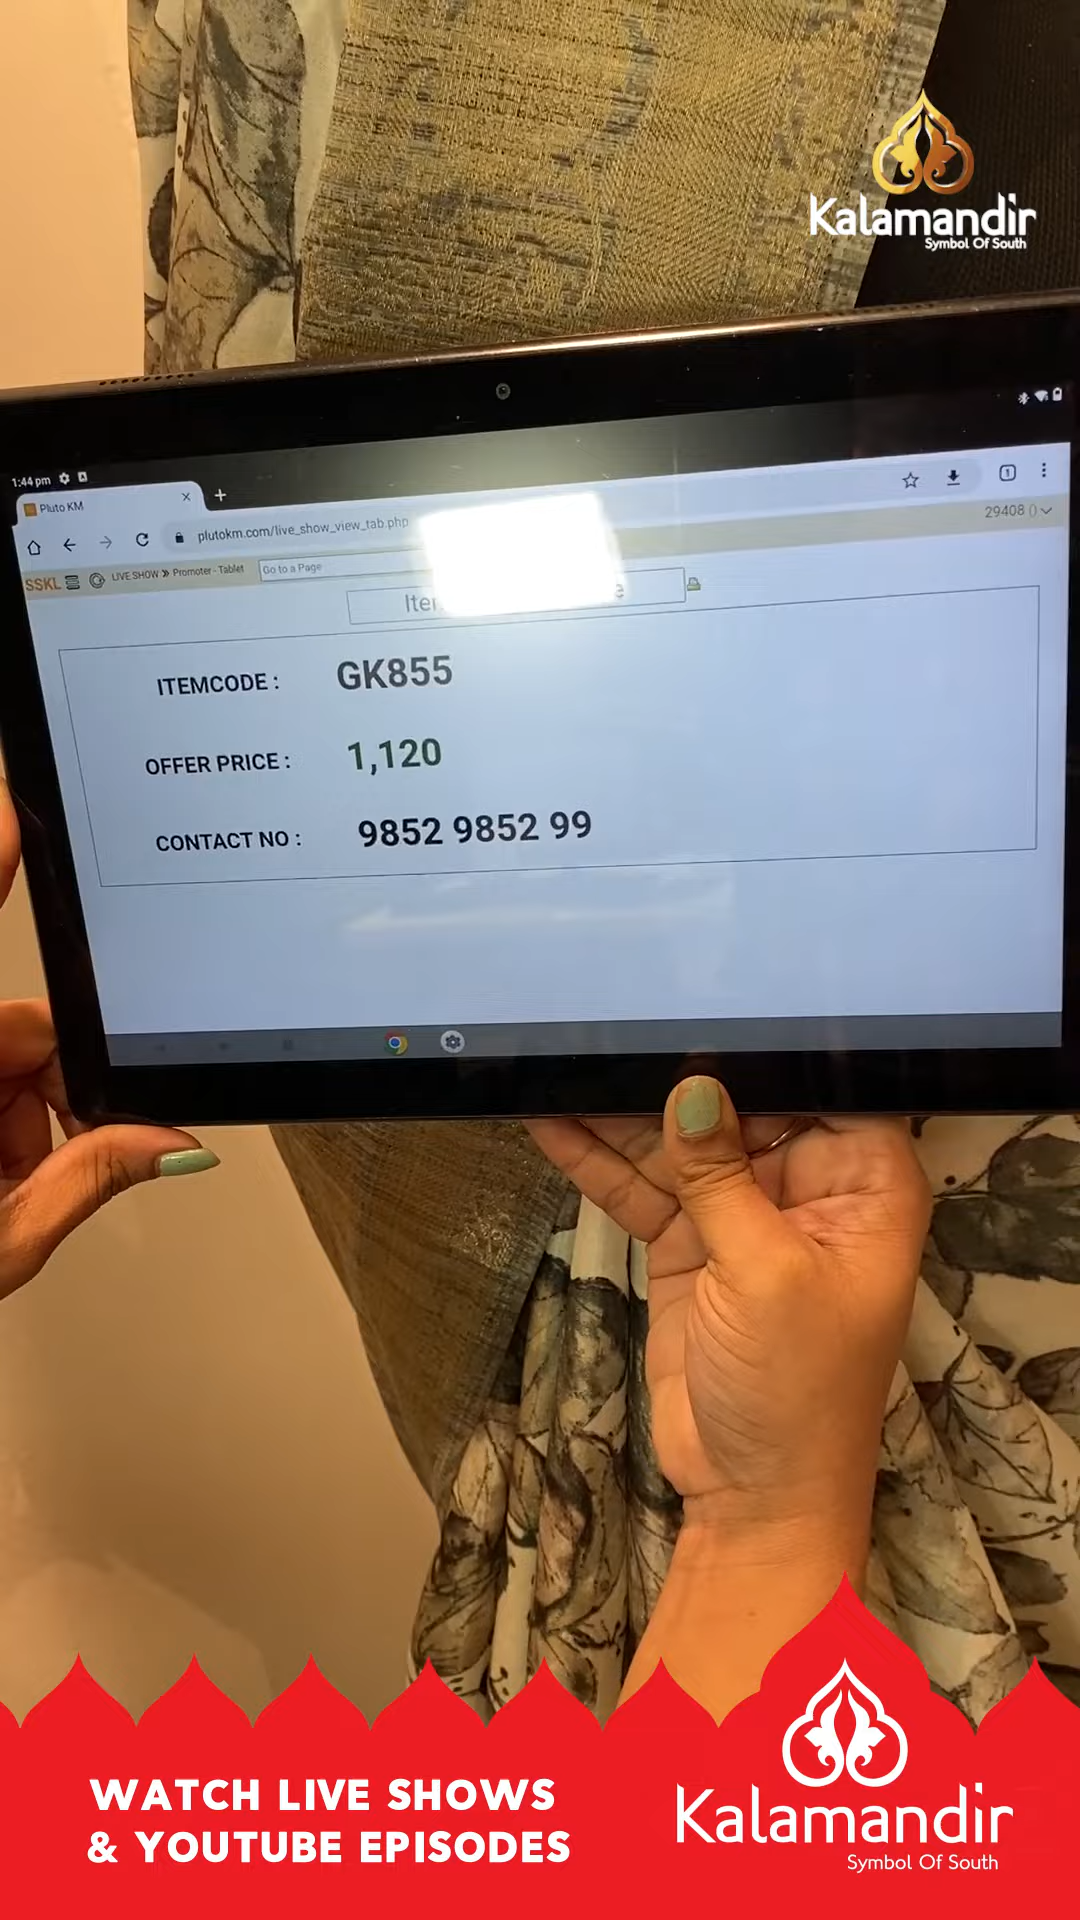 Kalamandir
Symbol Of South
1:44 pm
Pluto KM
plutokm.com/live_show_view_tab.php
29408 ()
SSKL
LIVE SHOW » Promoter - Tablet
Go to a Page
ITEMCODE : GK855
OFFER PRICE : 1,120
CONTACT NO : 9852 9852 99
WATCH LIVE SHOWS
& YOUTUBE EPISODES
Kalamandir
Symbol Of South